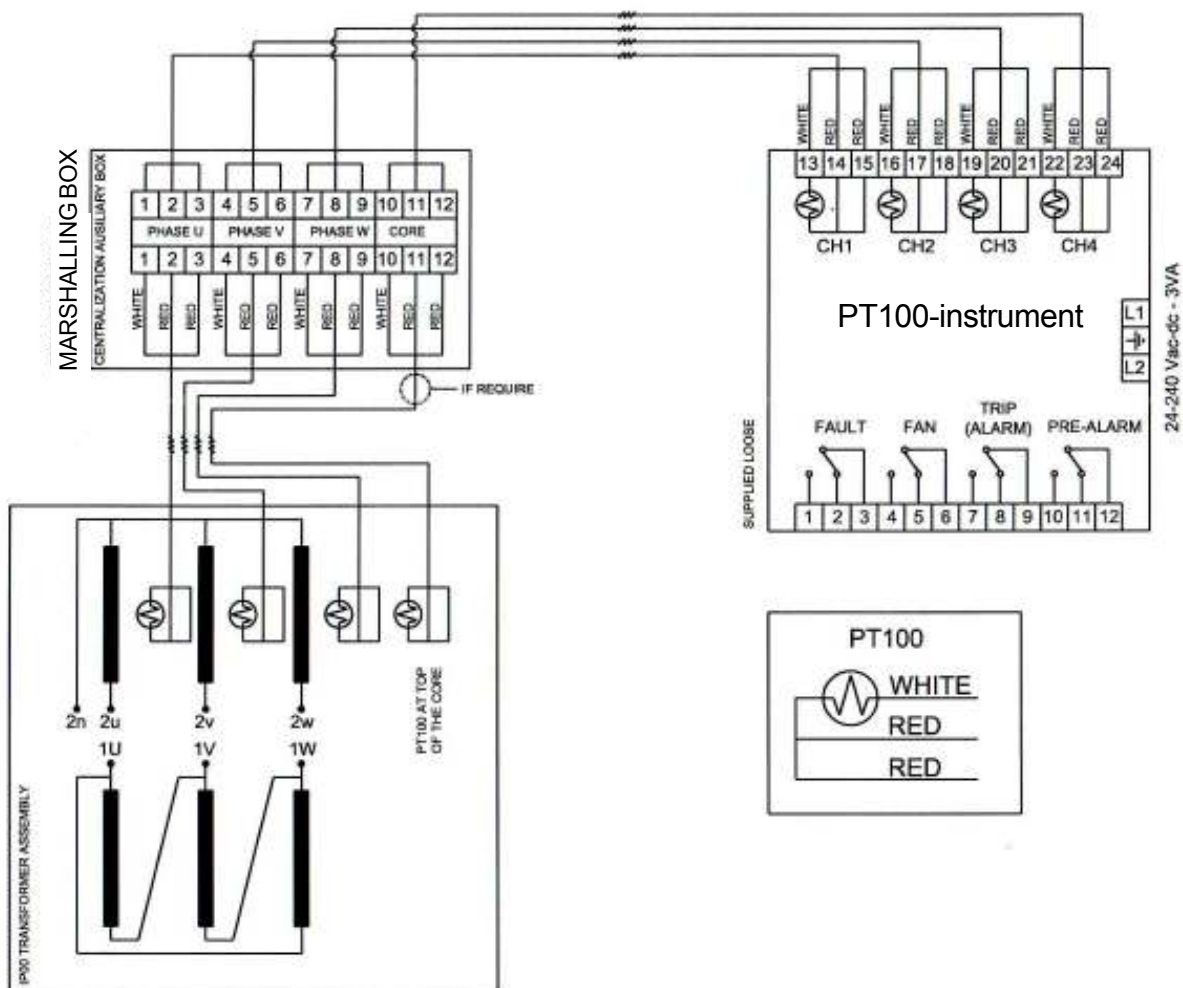 MARSHALLING BOX
CENTRALIZATION AUSILIARY BOX
1 2 3 4 5 6 7 8 9 10 11 12
PHASE U PHASE V PHASE W CORE
1 2 3 4 5 6 7 8 9 10 11 12
WHITE RED RED WHITE RED RED WHITE RED RED WHITE RED RED
IF REQUIRE
WHITE RED RED WHITE RED RED WHITE RED RED WHITE RED RED
13 14 15 16 17 18 19 20 21 22 23 24
CH1 CH2 CH3 CH4
PT100-instrument
L1
L2
24-240 Vac-dc - 3VA
SUPPLIED LOOSE
FAULT FAN TRIP (ALARM) PRE-ALARM
1 2 3 4 5 6 7 8 9 10 11 12
IP00 TRANSFORMER ASSEMBLY
2n 2u 2v 2w
1U 1V 1W
PT100 AT TOP
OF THE CORE
PT100
WHITE
RED
RED